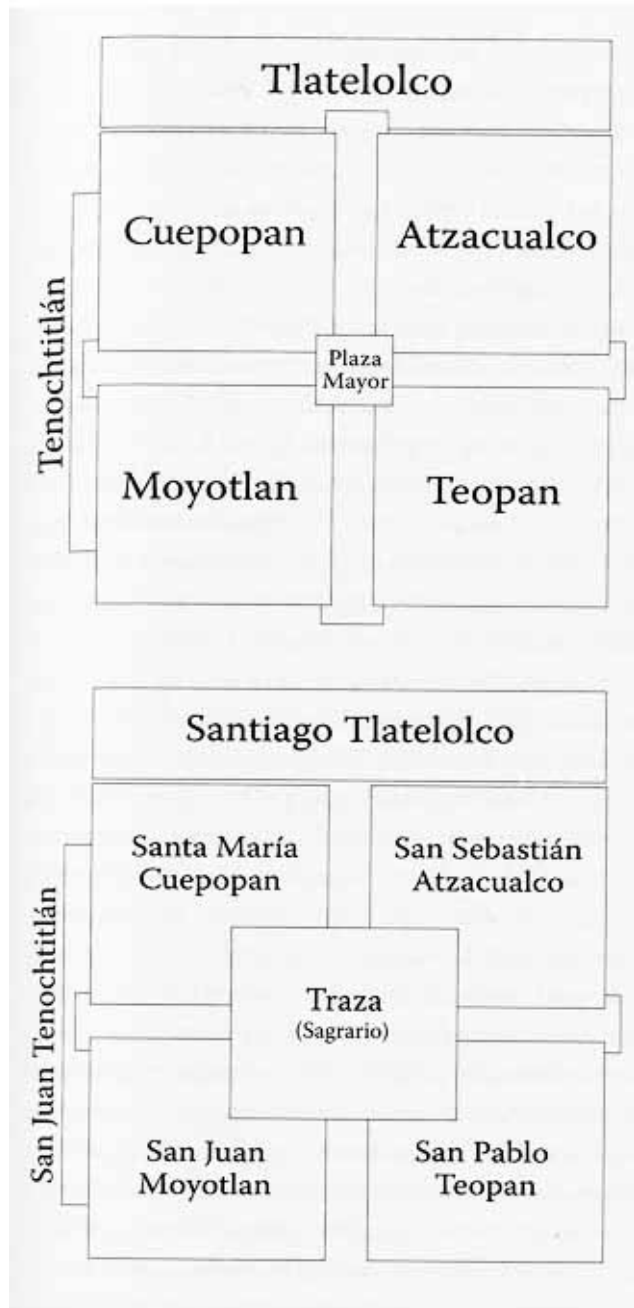 Tlatelolco
Cuepopan
Atzacualco
Tenochtitlán
Plaza
Mayor
Moyotlan
Teopan
Santiago Tlatelolco
Santa María
Cuepopan
San Sebastián
Atzacualco
San Juan Tenochtitlán
Traza
(Sagrario)
San Juan
Moyotlan
San Pablo
Teopan